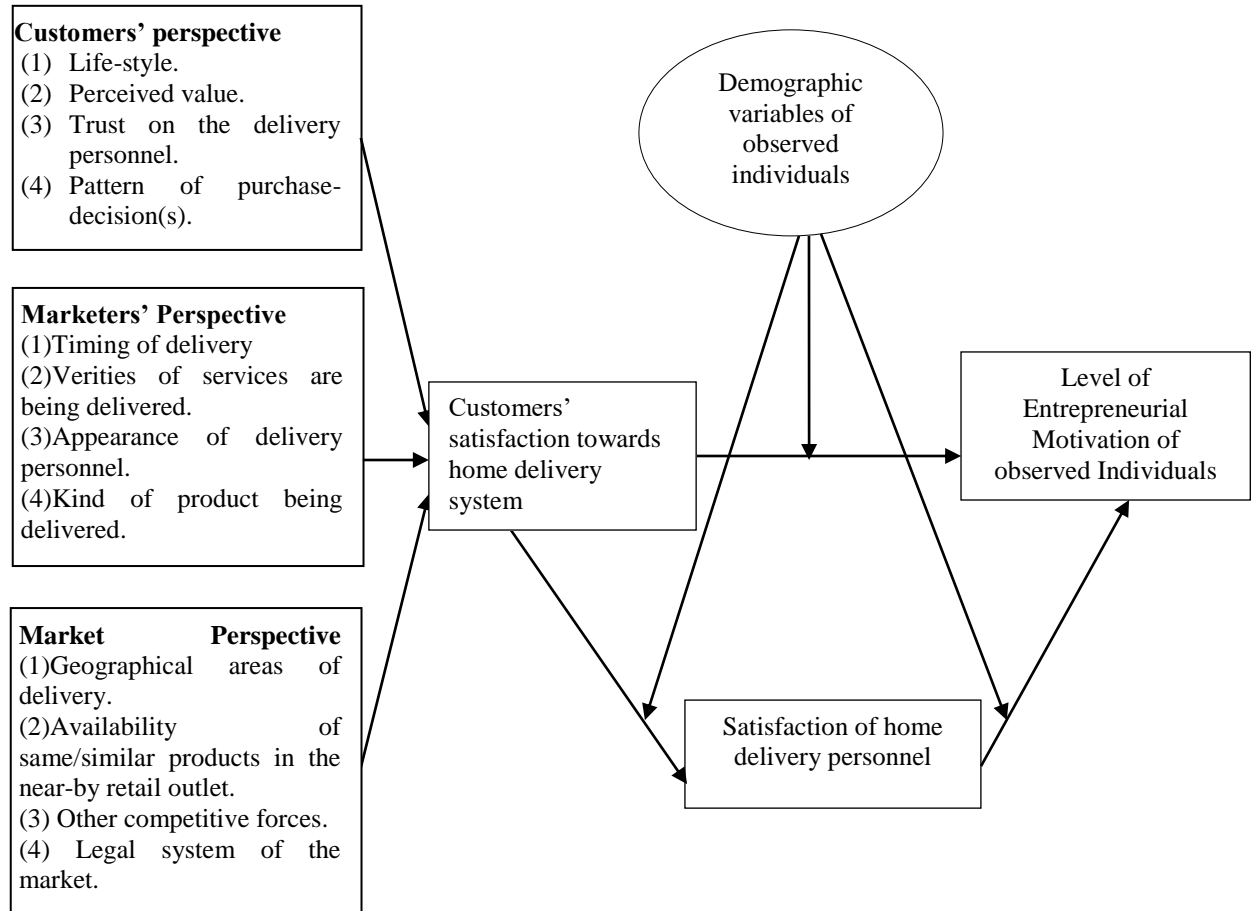 Customers’ perspective
(1) Life-style.
(2) Perceived value.
(3) Trust on the delivery
personnel.
(4) Pattern of purchase-
decision(s).
Marketers’ Perspective
(1)Timing of delivery
(2)Verities of services are
being delivered.
(3)Appearance of delivery
personnel.
(4)Kind of product being
delivered.
Market Perspective
(1)Geographical areas of
delivery.
(2)Availability of
same/similar products in the
near-by retail outlet.
(3) Other competitive forces.
(4) Legal system of the
market.
Customers’
satisfaction towards
home delivery
system
Demographic
variables of
observed
individuals
Satisfaction of home
delivery personnel
Level of
Entrepreneurial
Motivation of
observed Individuals